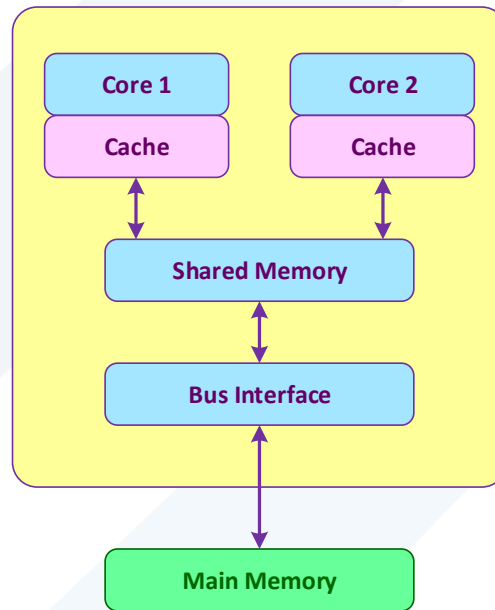 Core 1
Core 2
Cache
Cache
Shared Memory
Bus Interface
Main Memory